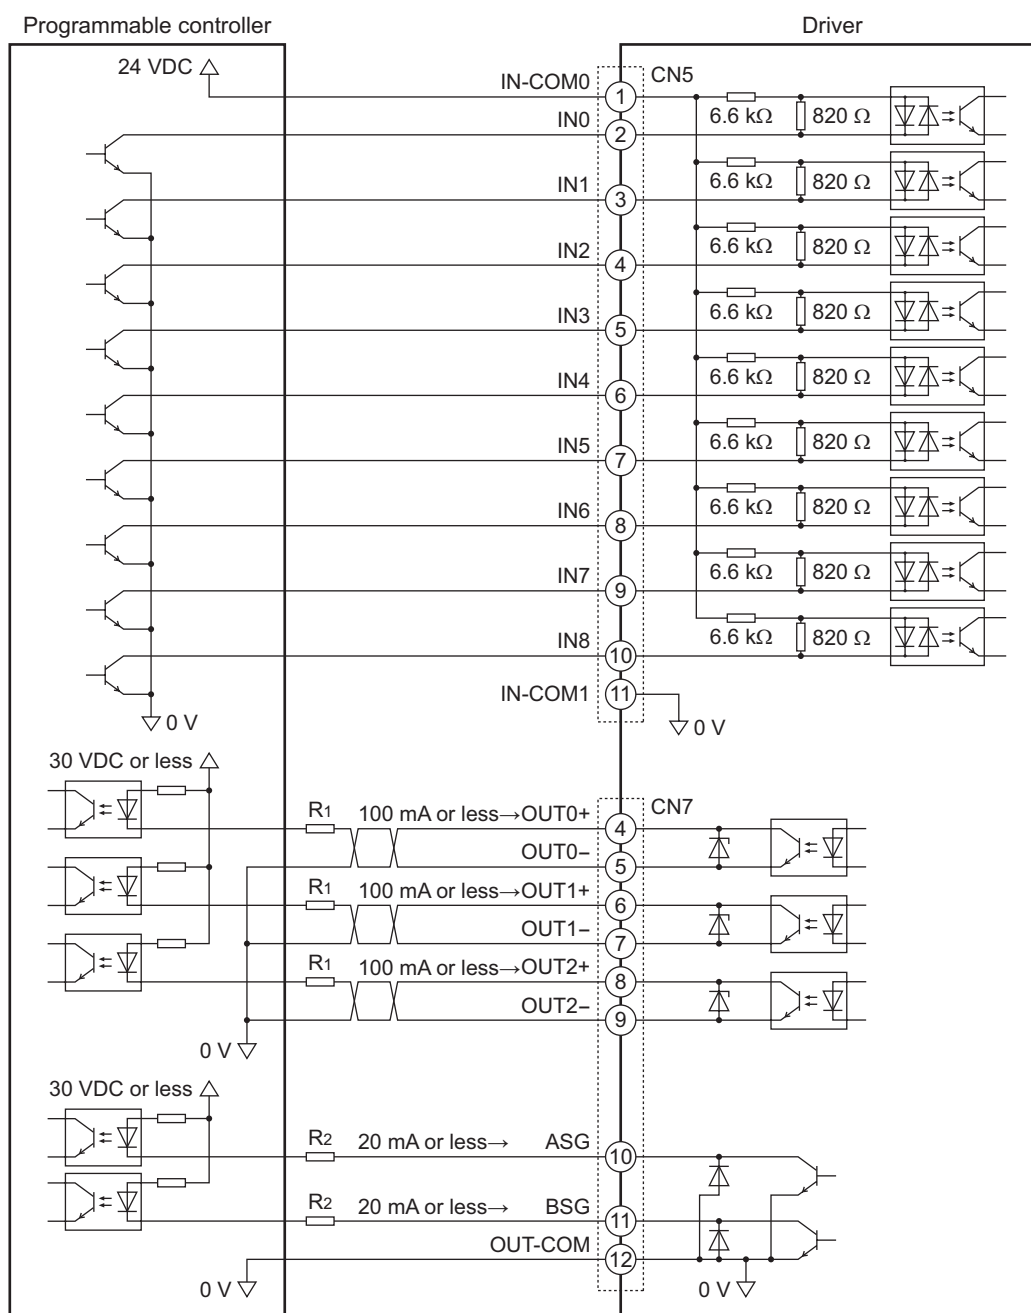 Programmable controller
Driver
24 VDC
IN-COM0
1
CN5
6.6 kΩ
820 Ω
IN0
2
IN1
3
6.6 kΩ
820 Ω
IN2
4
6.6 kΩ
820 Ω
IN3
5
6.6 kΩ
820 Ω
IN4
6
6.6 kΩ
820 Ω
IN5
7
6.6 kΩ
820 Ω
IN6
8
6.6 kΩ
820 Ω
IN7
9
6.6 kΩ
820 Ω
IN8
10
6.6 kΩ
820 Ω
IN-COM1
11
0 V
0 V
30 VDC or less
CN7
R1
100 mA or less→OUT0+
4
OUT0−
5
R1
100 mA or less→OUT1+
6
OUT1−
7
R1
100 mA or less→OUT2+
8
OUT2−
9
0 V
30 VDC or less
R2
20 mA or less→
ASG
10
R2
20 mA or less→
BSG
11
OUT-COM
12
0 V
0 V